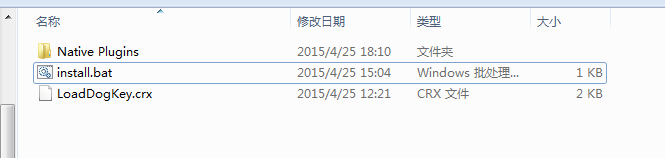 名称 修改日期 类型 大小
Native Plugins 2015/4/25 18:10 文件夹
install.bat 2015/4/25 15:04 Windows 批处理... 1 KB
LoadDogKey.crx 2015/4/25 12:21 CRX 文件 2 KB